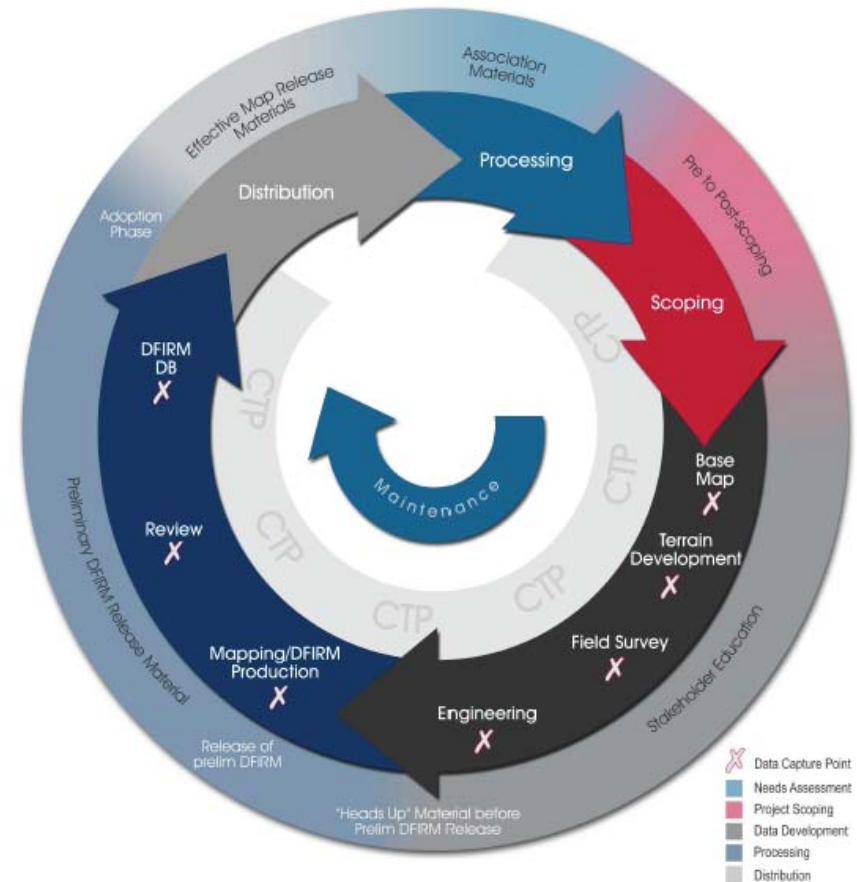 Association
Materials
Effective Map Release
Materials
Pre to Post-scoping
Adoption
Phase
Processing
Distribution
Scoping
CTP
CTP
CTP
CTP
CTP
CTP
Maintenance
DFIRM
DB
X
Review
X
Mapping/DFIRM
Production
X
Base
Map
X
Terrain
Development
X
Field Survey
X
Engineering
X
Preliminary DFIRM Release Material
Stakeholder Education
Release of
prelim DFIRM
"Heads Up" Material before
Prelim DFIRM Release
X Data Capture Point
Needs Assessment
Project Scoping
Data Development
Processing
Distribution